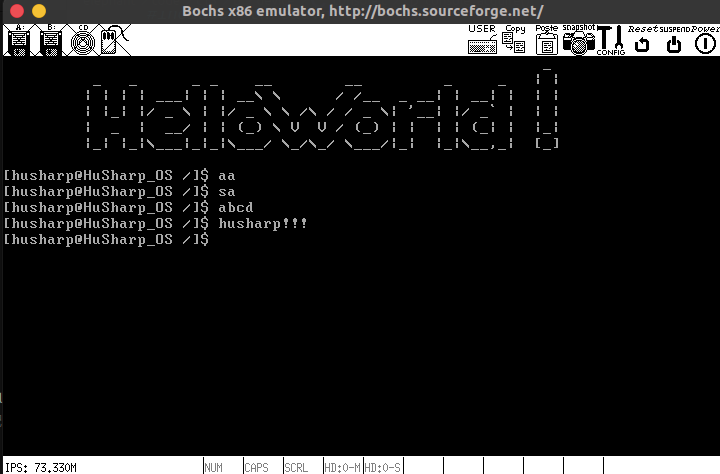 Bochs x86 emulator, http://bochs.sourceforge.net/
A: B: CD USER Copy Paste snapshot CONFIG Reset SUSPEND Power
HelloWorld !
[husharp@HuSharp_OS /]$ aa
[husharp@HuSharp_OS /]$ sa
[husharp@HuSharp_OS /]$ abcd
[husharp@HuSharp_OS /]$ husharp!!!
[husharp@HuSharp_OS /]$
IPS: 73.330M NUM CAPS SCRL HD:0-M HD:0-S